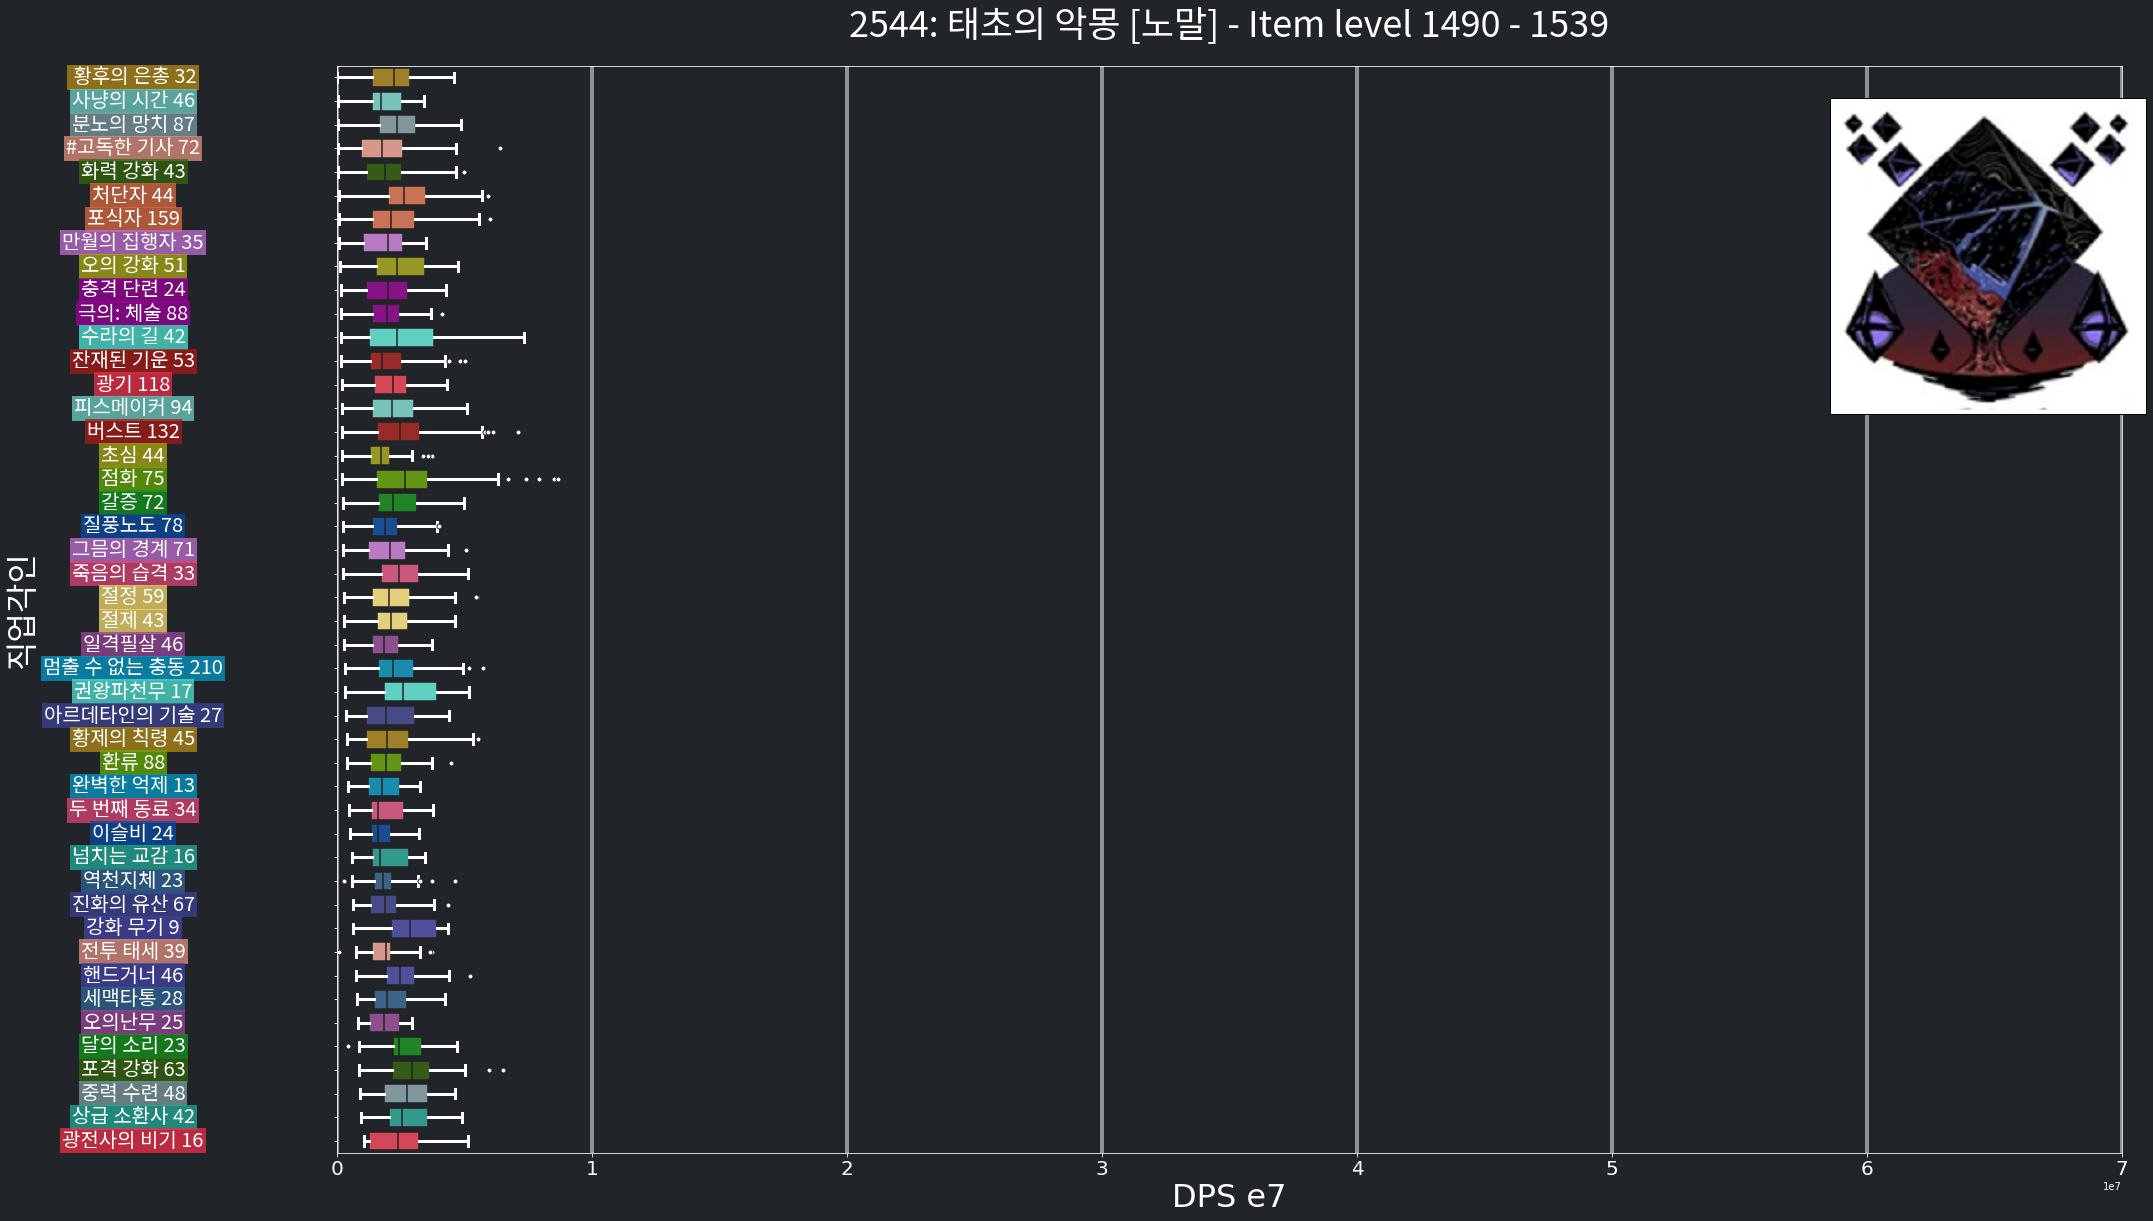 2544: 태초의 악몽 [노말] - Item level 1490 - 1539
황후의 은총 32
사냥의 시간 46
분노의 망치 87
#고독한 기사 72
화력 강화 43
처단자 44
포식자 159
만월의 집행자 35
오의 강화 51
충격 단련 24
극의: 체술 88
수라의 길 42
잔재된 기운 53
광기 118
피스메이커 94
버스트 132
초심 44
점화 75
갈증 72
질풍노도 78
그믐의 경계 71
죽음의 습격 33
절정 59
절제 43
일격필살 46
멈출 수 없는 충동 210
권왕파천무 17
아르데타인의 기술 27
황제의 칙령 45
환류 88
완벽한 억제 13
두 번째 동료 34
이슬비 24
넘치는 교감 16
역천지체 23
진화의 유산 67
강화 무기 9
전투 태세 39
핸드거너 46
세맥타통 28
오의난무 25
달의 소리 23
포격 강화 63
중력 수련 48
상급 소환사 42
광전사의 비기 16
직업각인
0 1 2 3 4 5 6 7
1e7
DPS e7